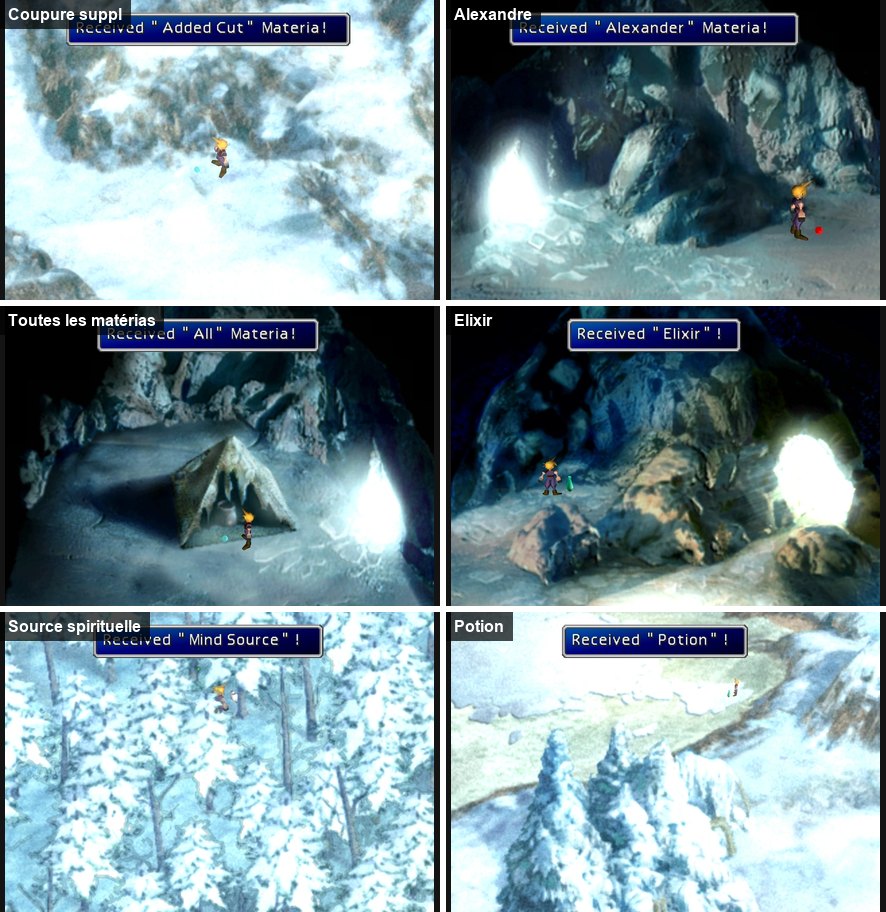 Coupure suppl
Received "Added Cut" Materia!
Alexandre
Received "Alexander" Materia!
Toutes les matérias
Received "All" Materia!
Elixir
Received "Elixir" !
Source spirituelle
Received "Mind Source" !
Potion
Received "Potion" !